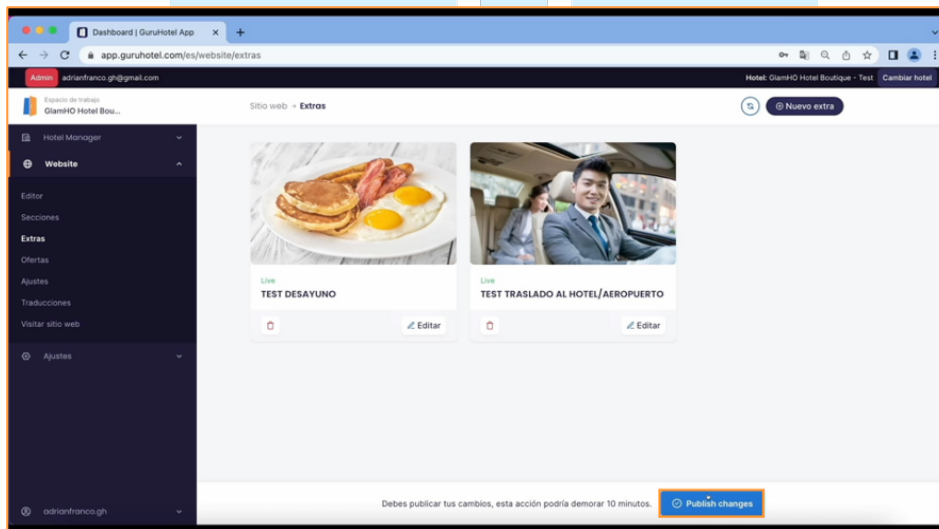 Dashboard | GuruHotel App
app.guruhotel.com/es/website/extras
Admin adrianfranco.gh@gmail.com
Hotel: GlamHO Hotel Boutique - Test Cambiar hotel
Espacio de trabajo
GlamHO Hotel Bou...
Sitio web → Extras
Nuevo extra
Hotel Manager
Website
Editor
Secciones
Extras
Ofertas
Ajustes
Traducciones
Visitar sitio web
Ajustes
adrianfranco.gh
Live
TEST DESAYUNO
Editar
Live
TEST TRASLADO AL HOTEL/AEROPUERTO
Editar
Debes publicar tus cambios, esta acción podría demorar 10 minutos.
Publish changes